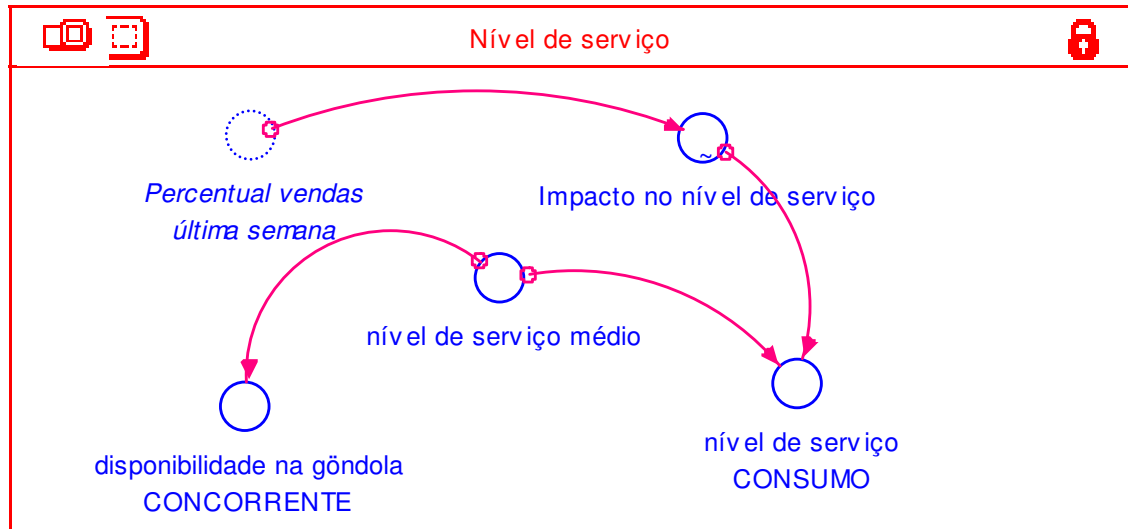 Nível de serviço
~
Percentual vendas
última semana
Impacto no nível de serviço
nível de serviço médio
disponibilidade na göndola
CONCORRENTE
nível de serviço
CONSUMO